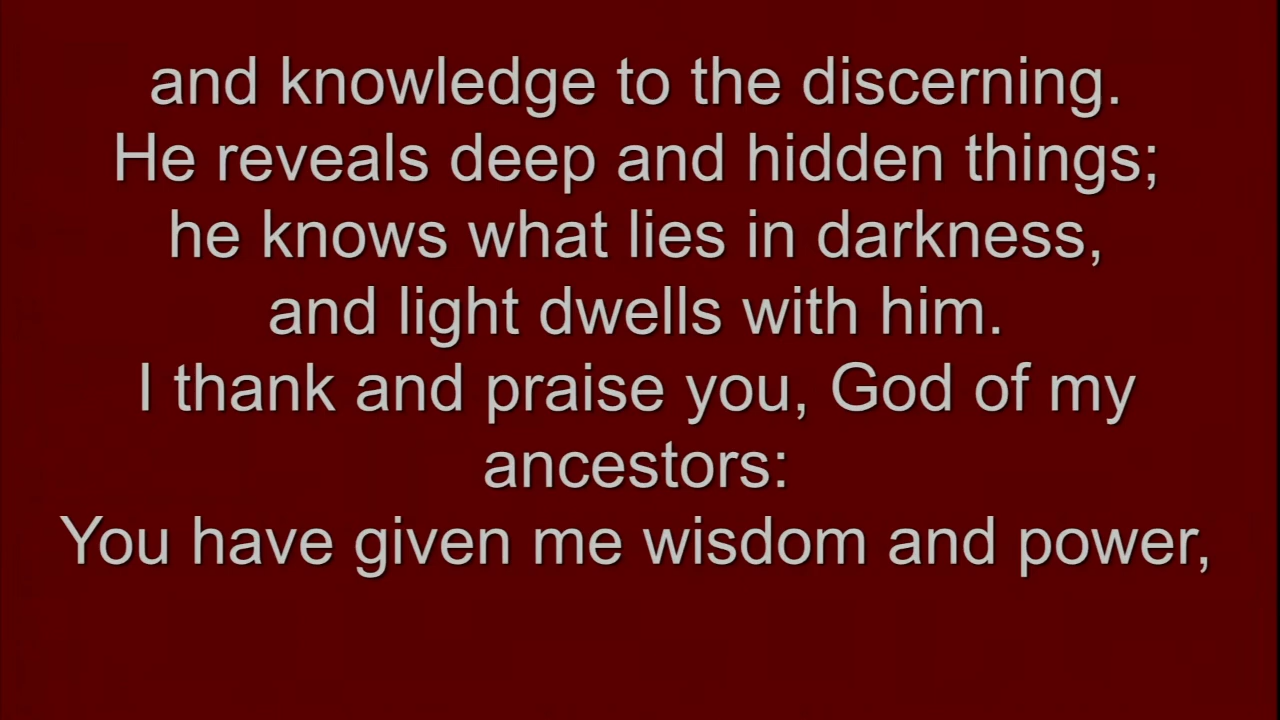 and knowledge to the discerning.
He reveals deep and hidden things;
he knows what lies in darkness,
and light dwells with him.
I thank and praise you, God of my
ancestors:
You have given me wisdom and power,